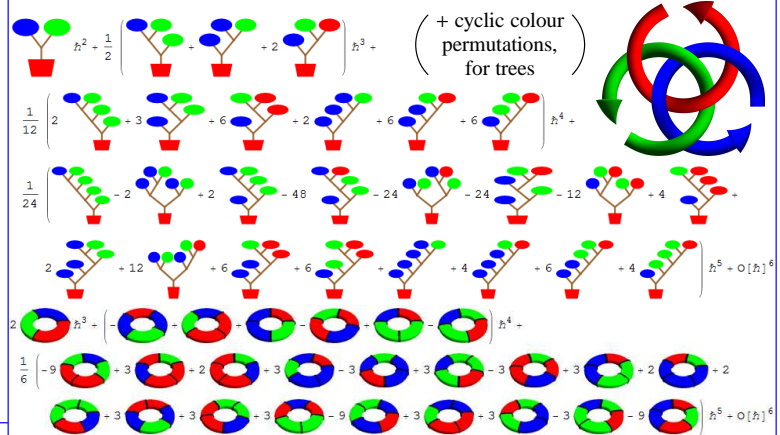 ℏ² + 1/2 ( + + 2 ) ℏ³ +
( + cyclic colour
permutations,
for trees )
1/12 ( 2 + 3 + 6 + 2 + 6 + 6 ) ℏ⁴ +
1/24 ( - 2 + 2 - 48 - 24 - 24 - 12 + 4 +
2 + 12 + 6 + 6 + + 4 + 6 + 4 ) ℏ⁵ + O[ℏ]⁶
2 ℏ³ + ( - + + - + - ) ℏ⁴ +
1/6 ( -9 + 3 + 2 + 3 - 3 + 3 - 3 + 3 + 2 + 2
+ 3 + 3 + 3 - 9 + 3 + 3 - 3 - 9 ) ℏ⁵ + O[ℏ]⁶